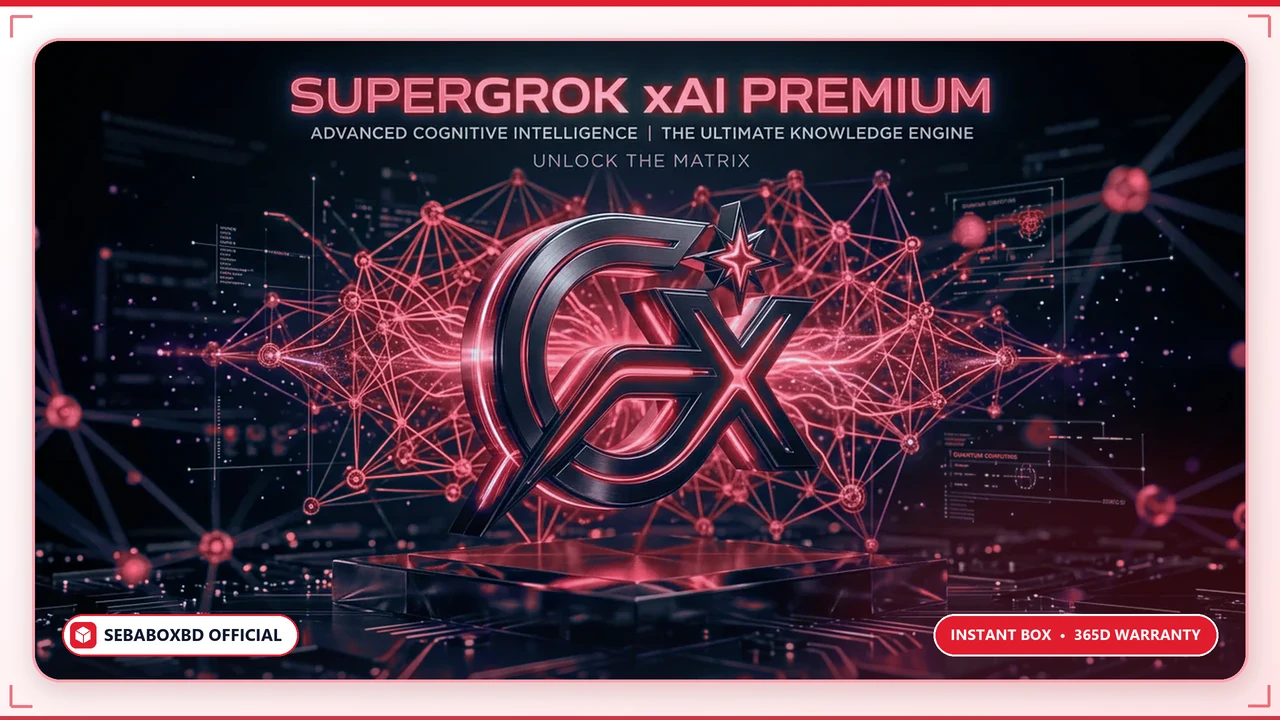 SUPERGROK xAI PREMIUM
ADVANCED COGNITIVE INTELLIGENCE | THE ULTIMATE KNOWLEDGE ENGINE
UNLOCK THE MATRIX
SEBABOXBD OFFICIAL
INSTANT BOX • 365D WARRANTY